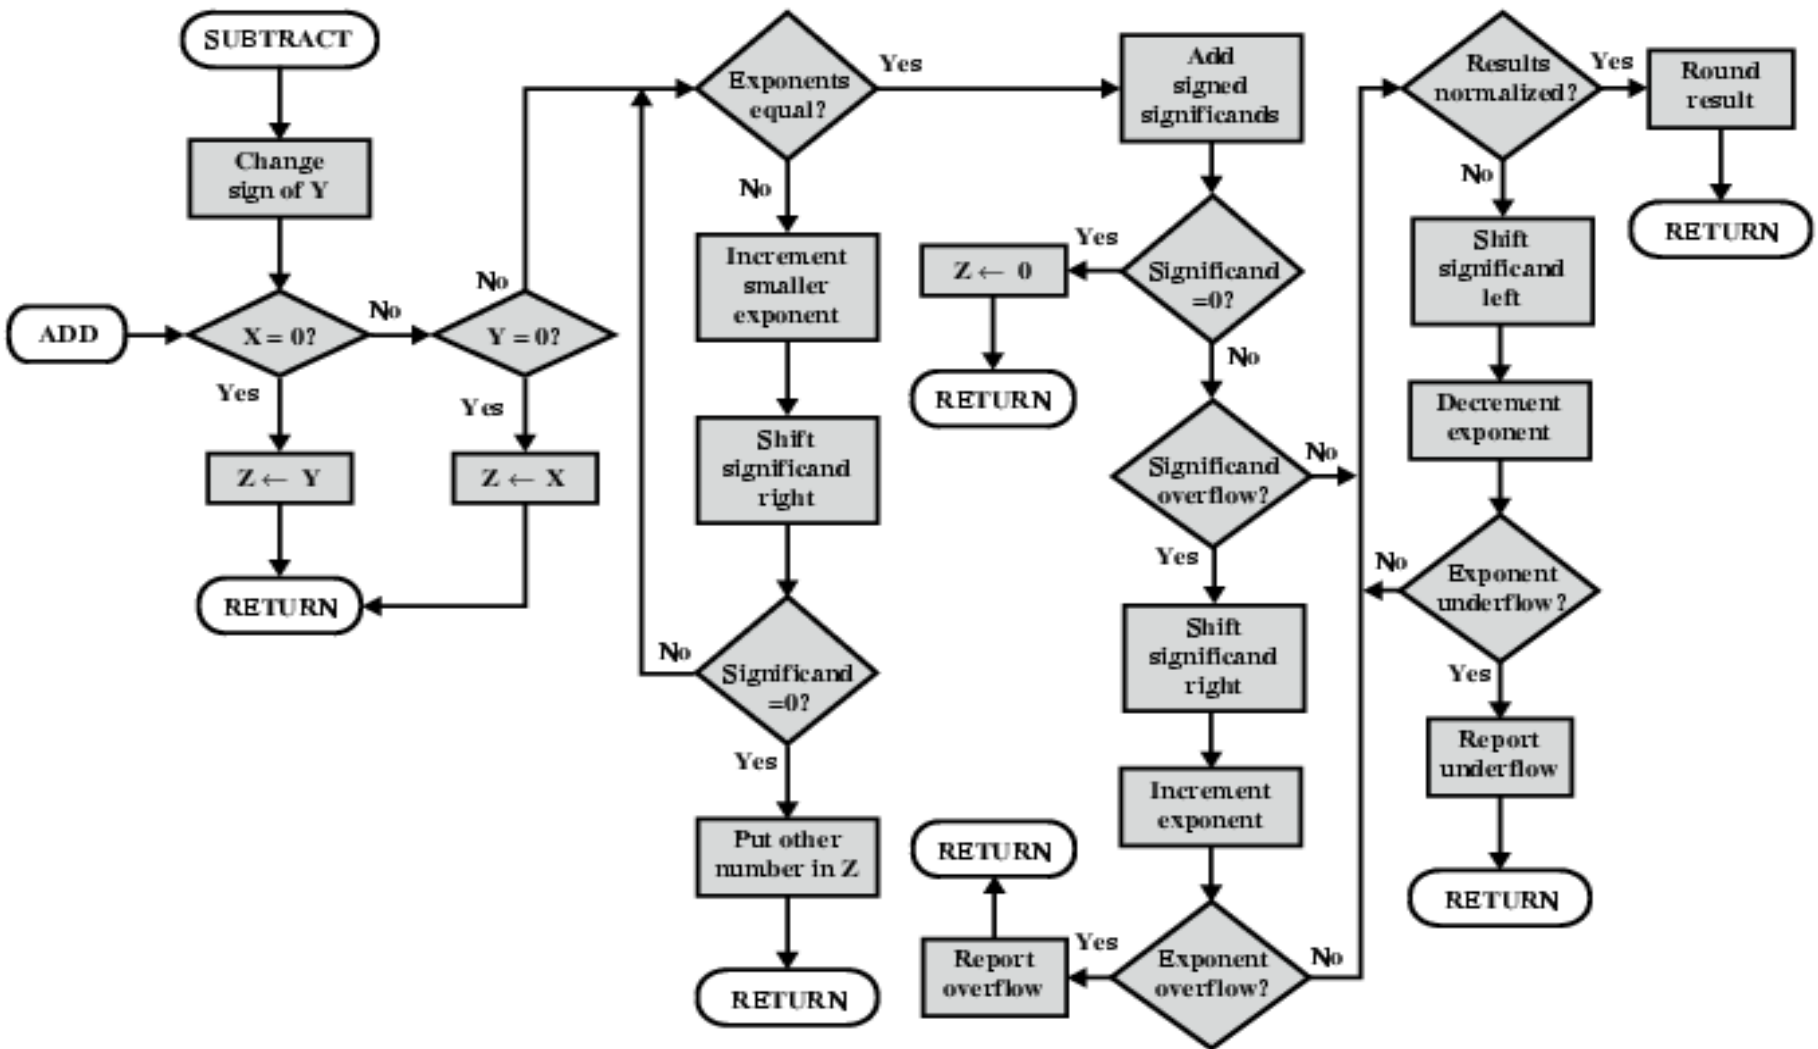 SUBTRACT
Change
sign of Y
ADD
X = 0?
No
Yes
Z ← Y
RETURN
Y = 0?
No
Yes
Z ← X
Exponents
equal?
Yes
No
Increment
smaller
exponent
Shift
significand
right
Significand
=0?
No
Yes
Put other
number in Z
RETURN
Add
signed
significands
Significand
=0?
Yes
Z ← 0
RETURN
No
Significand
overflow?
No
Yes
Shift
significand
right
Increment
exponent
Exponent
overflow?
Yes
Report
overflow
RETURN
No
Results
normalized?
Yes
Round
result
RETURN
No
Shift
significand
left
Decrement
exponent
Exponent
underflow?
No
Yes
Report
underflow
RETURN